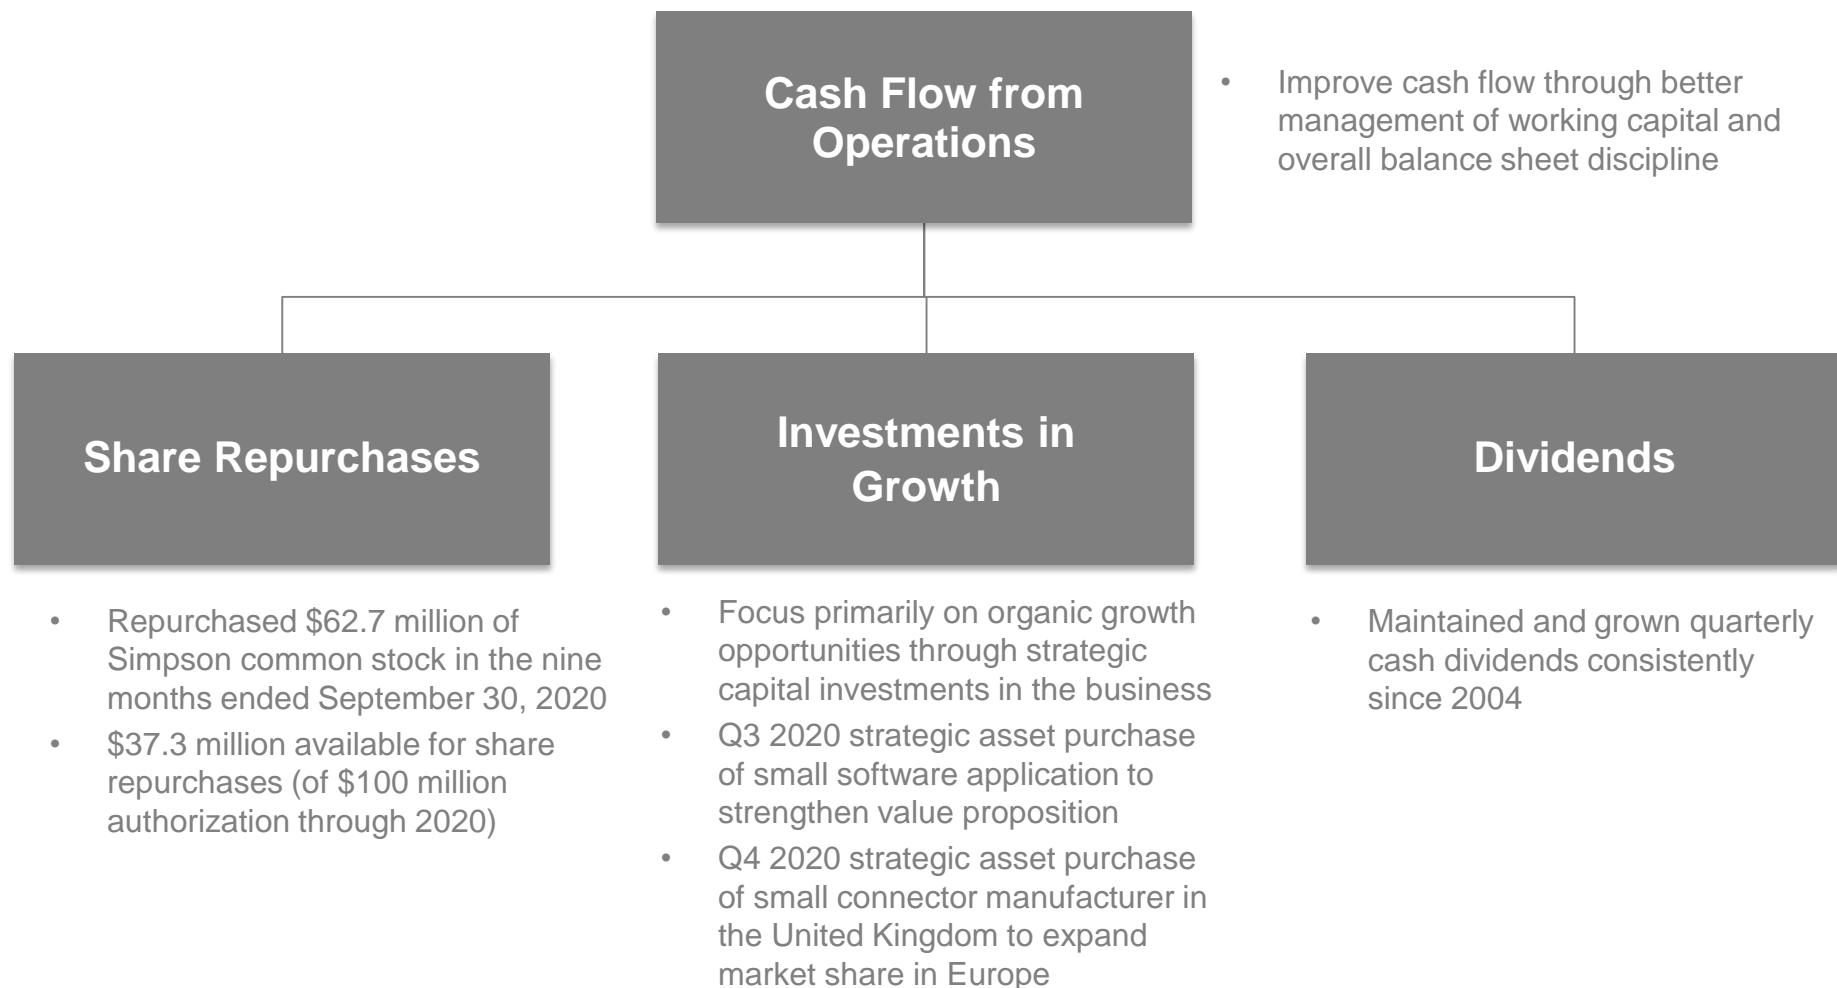 Cash Flow from
Operations
• Improve cash flow through better
management of working capital and
overall balance sheet discipline
Share Repurchases
• Repurchased $62.7 million of
Simpson common stock in the nine
months ended September 30, 2020
• $37.3 million available for share
repurchases (of $100 million
authorization through 2020)
Investments in
Growth
• Focus primarily on organic growth
opportunities through strategic
capital investments in the business
• Q3 2020 strategic asset purchase
of small software application to
strengthen value proposition
• Q4 2020 strategic asset purchase
of small connector manufacturer in
the United Kingdom to expand
market share in Europe
Dividends
• Maintained and grown quarterly
cash dividends consistently
since 2004